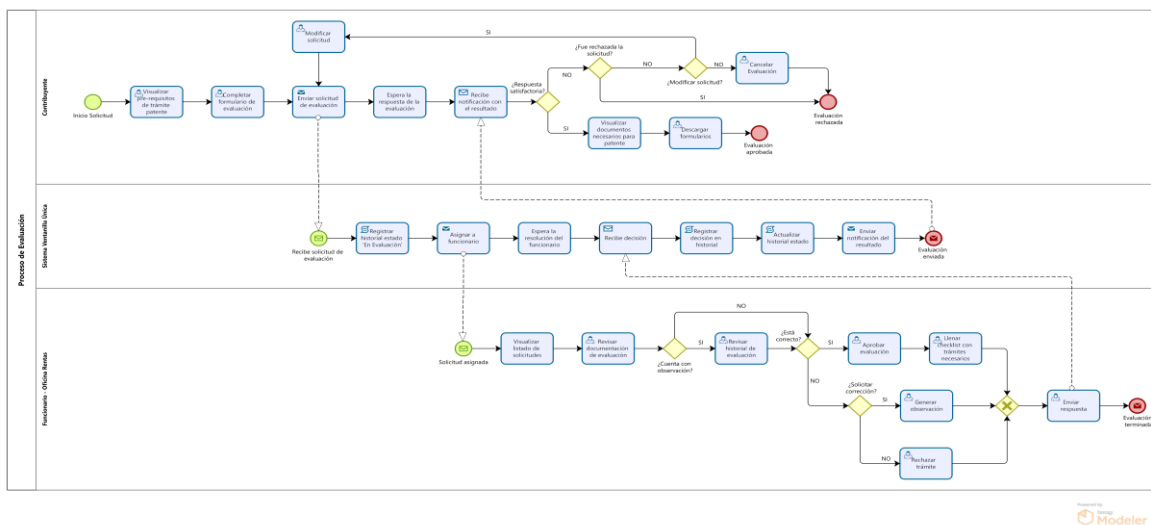 Proceso de Evaluación
Contribuyente
Inicio Solicitud
Visualizar
pre-requisitos
de trámite
patente
Completar
formulario de
evaluación
Modificar
solicitud
Enviar solicitud
de evaluación
Espera la
respuesta de la
evaluación
Recibe
notificación con
el resultado
¿Respuesta
satisfactoria?
NO
SI
¿Fue rechazada la
solicitud?
NO
SI
¿Modificar solicitud?
SI
NO
Cancelar
Evaluación
Evaluación
rechazada
Visualizar
documentos
necesarios para
patente
Descargar
formularios
Evaluación
aprobada
Sistema Ventanilla Única
Recibe solicitud de
evaluación
Registrar
historial estado
'En Evaluación'
Asignar a
funcionario
Espera la
resolución del
funcionario
Recibe decisión
Registrar
decisión en
historial
Actualizar
historial estado
Enviar
notificación del
resultado
Evaluación
enviada
Funcionario - Oficina Rentas
Solicitud asignada
Visualizar
listado de
solicitudes
Revisar
documentación
de evaluación
¿Cuenta con
observación?
NO
SI
Revisar
historial de
evaluación
¿Está
correcto?
SI
NO
Aprobar
evaluación
Llenar
checklist con
trámites
necesarios
¿Solicitar
corrección?
SI
NO
Generar
observación
Rechazar
trámite
Enviar
respuesta
Evaluación
terminada
Powered by
bizagi
Modeler